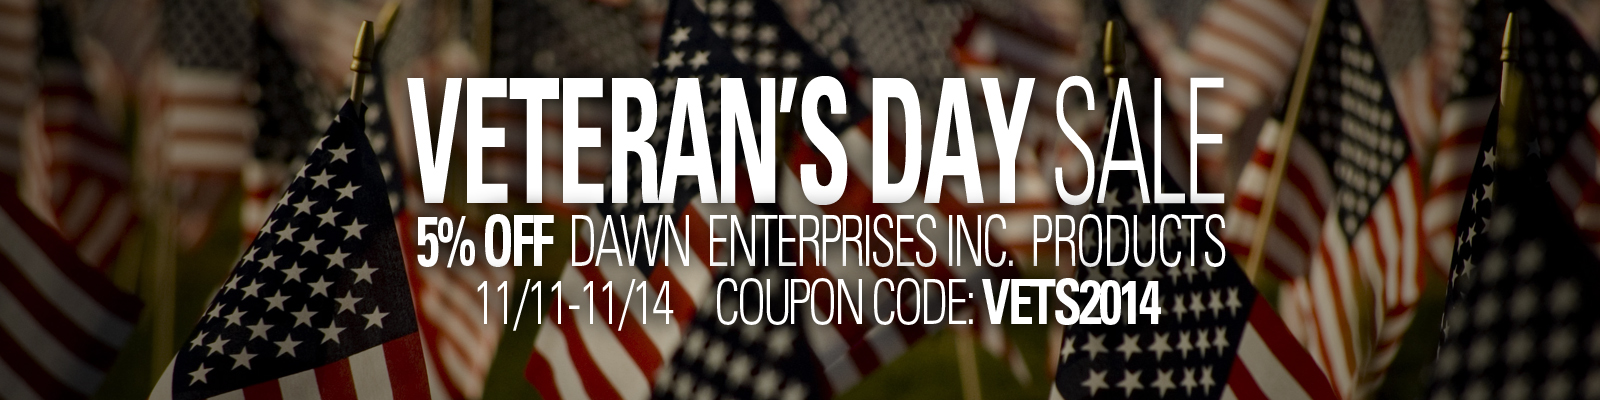 VETERAN'S DAY SALE
5% OFF DAWN ENTERPRISES INC. PRODUCTS
11/11-11/14 COUPON CODE: VETS2014